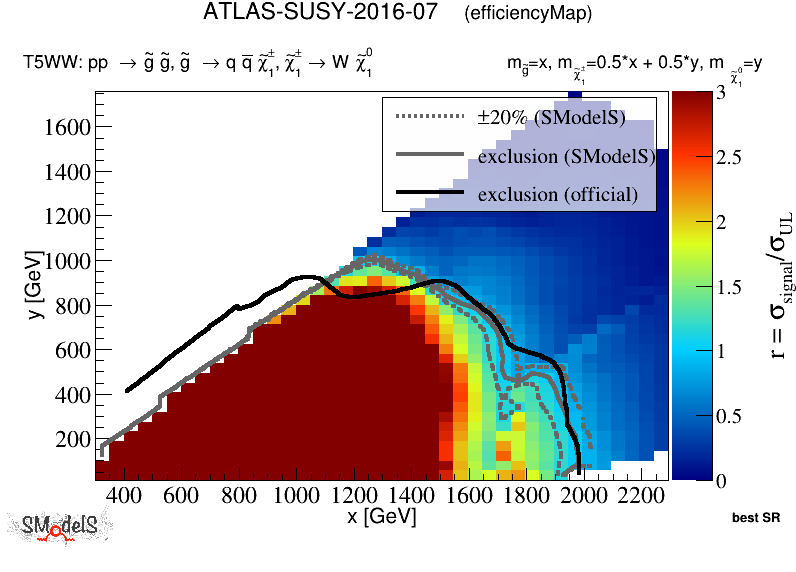 ATLAS-SUSY-2016-07 (efficiencyMap)
T5WW: pp → g̃ g̃, g̃ → q q̅ χ̃₁±, χ̃₁± → W χ̃₁⁰
m_g̃=x, m_χ̃₁±=0.5*x + 0.5*y, m_χ̃₁⁰=y
±20% (SModelS)
exclusion (SModelS)
exclusion (official)
1600
1400
1200
1000
800
600
400
200
y [GeV]
400 600 800 1000 1200 1400 1600 1800 2000 2200
x [GeV]
3
2.5
2
1.5
1
0.5
0
r = σ_signal/σ_UL
best SR
SModelS